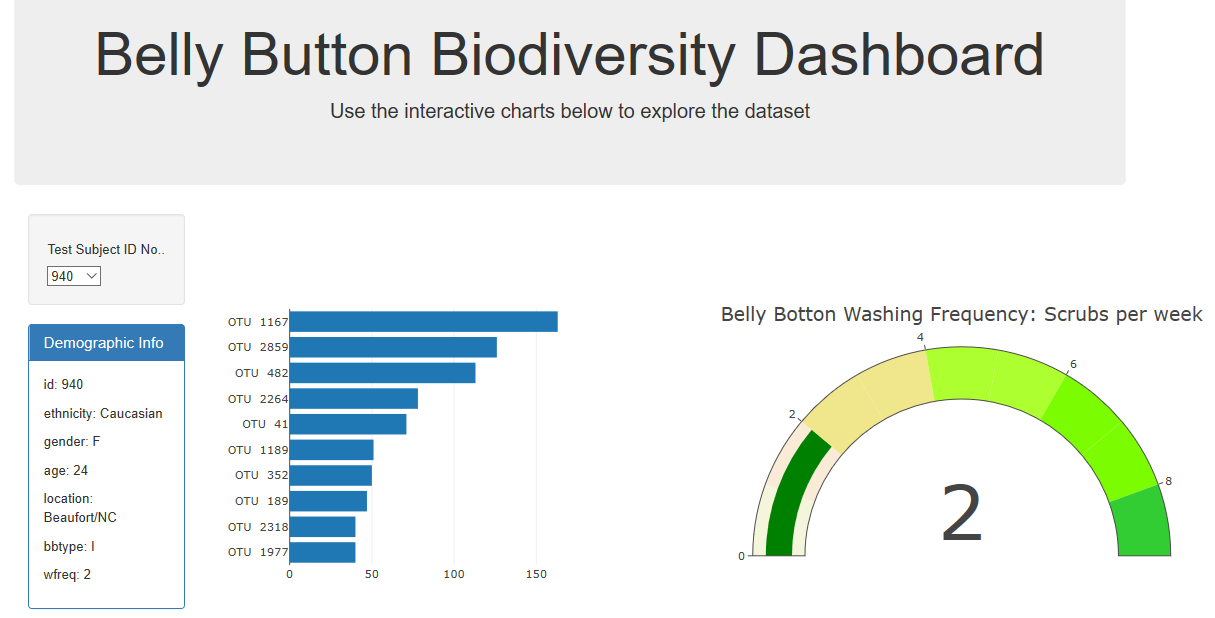 Belly Button Biodiversity Dashboard
Use the interactive charts below to explore the dataset
Test Subject ID No..
940
Demographic Info
id: 940
ethnicity: Caucasian
gender: F
age: 24
location:
Beaufort/NC
bbtype: I
wfreq: 2
OTU 1167
OTU 2859
OTU 482
OTU 2264
OTU 41
OTU 1189
OTU 352
OTU 189
OTU 2318
OTU 1977
0 50 100 150
Belly Botton Washing Frequency: Scrubs per week
4
6
2
8
2
0